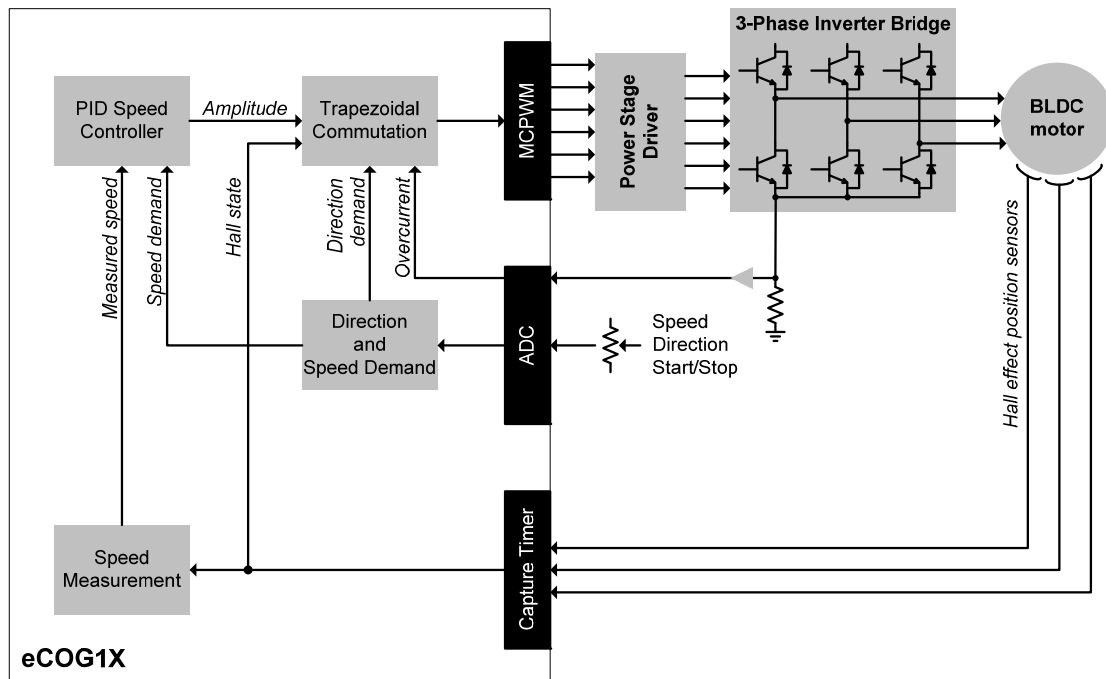 3-Phase Inverter Bridge
PID Speed
Controller
Amplitude
Trapezoidal
Commutation
MCPWM
Power Stage
Driver
BLDC
motor
Measured speed
Speed demand
Hall state
Direction
demand
Overcurrent
Hall effect position sensors
Direction
and
Speed Demand
ADC
Speed
Direction
Start/Stop
Speed
Measurement
Capture Timer
eCOG1X